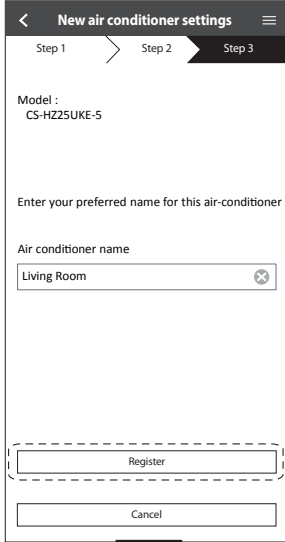 New air conditioner settings
Step 1 Step 2 Step 3
Model :
CS-HZ25UKE-5
Enter your preferred name for this air-conditioner
Air conditioner name
Living Room
Register
Cancel